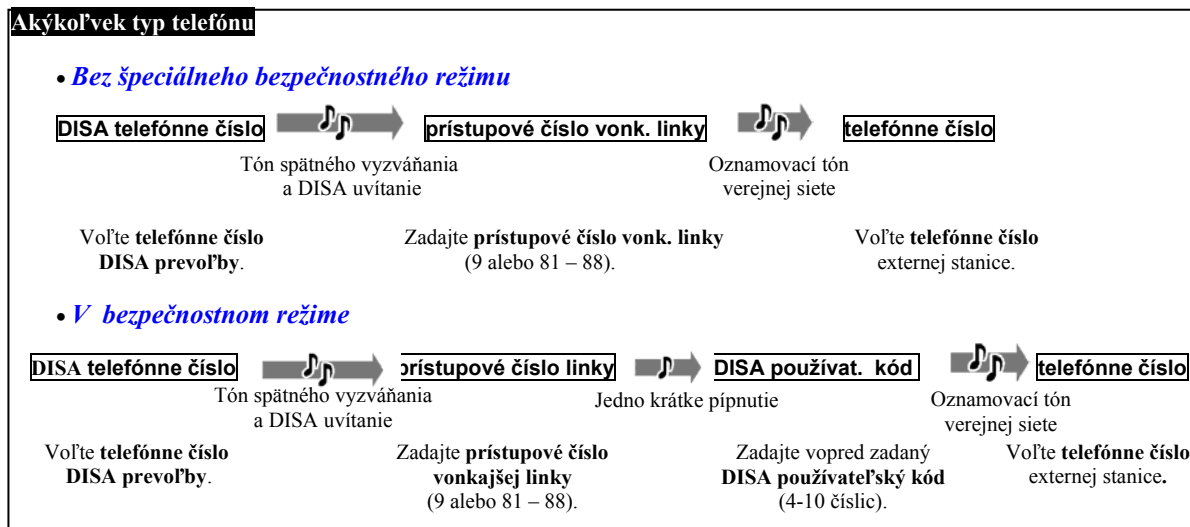 Akýkoľvek typ telefónu
• Bez špeciálneho bezpečnostného režimu
DISA telefónne číslo prístupové číslo vonk. linky telefónne číslo
Tón spätného vyzváňania Oznamovací tón
a DISA uvítanie verejnej siete
Voľte telefónne číslo Zadajte prístupové číslo vonk. linky Voľte telefónne číslo
DISA prevoľby. (9 alebo 81 – 88). externej stanice.
• V bezpečnostnom režime
DISA telefónne číslo prístupové číslo linky DISA používat. kód telefónne číslo
Tón spätného vyzváňania Jedno krátke pípnutie Oznamovací tón
a DISA uvítanie verejnej siete
Voľte telefónne číslo Zadajte prístupové číslo Zadajte vopred zadaný Voľte telefónne číslo
DISA prevoľby. vonkajšej linky DISA používateľský kód externej stanice.
(9 alebo 81 – 88). (4-10 číslic).